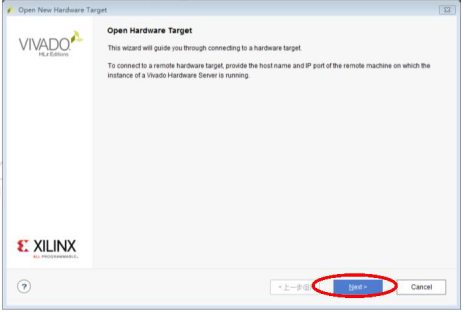 Open New Hardware Target
VIVADO
HLx Editions
Open Hardware Target
This wizard will guide you through connecting to a hardware target.
To connect to a remote hardware target, provide the host name and IP port of the remote machine on which the
instance of a Vivado Hardware Server is running.
XILINX
ALL PROGRAMMABLE.
?
< 上一步
Next >
Cancel